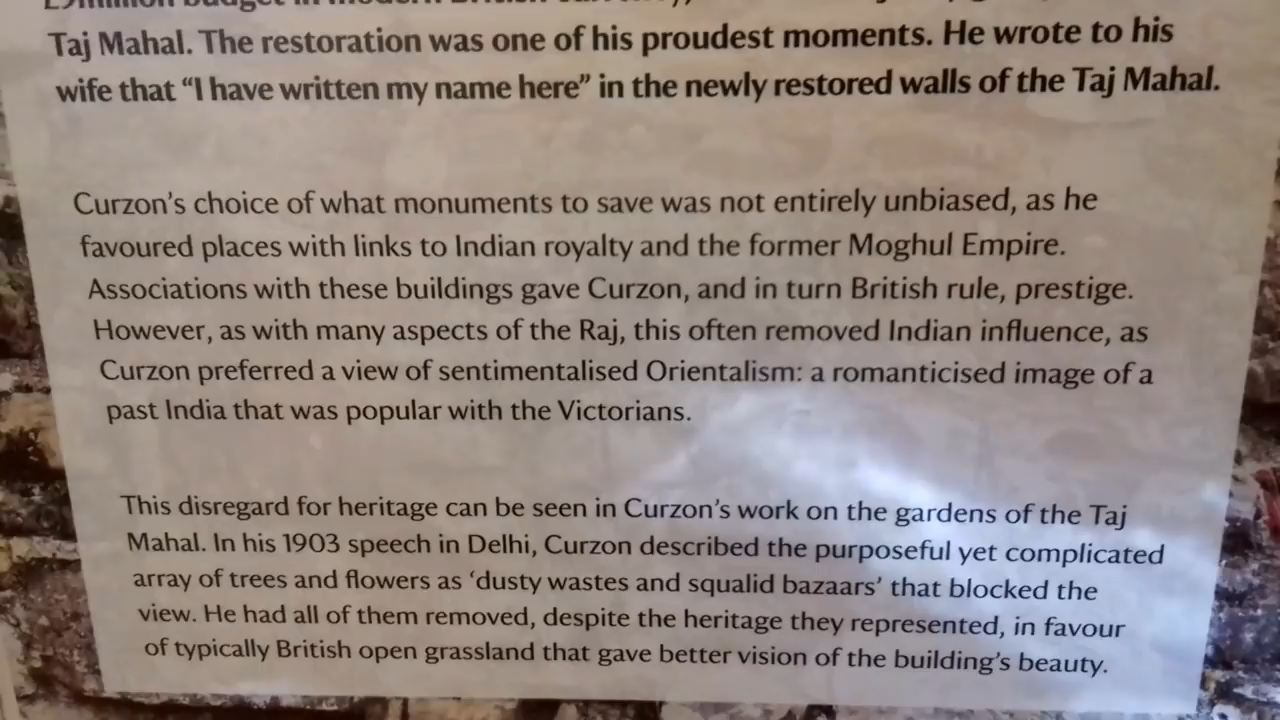 Taj Mahal. The restoration was one of his proudest moments. He wrote to his
wife that “I have written my name here” in the newly restored walls of the Taj Mahal.
Curzon’s choice of what monuments to save was not entirely unbiased, as he
favoured places with links to Indian royalty and the former Moghul Empire.
Associations with these buildings gave Curzon, and in turn British rule, prestige.
However, as with many aspects of the Raj, this often removed Indian influence, as
Curzon preferred a view of sentimentalised Orientalism: a romanticised image of a
past India that was popular with the Victorians.
This disregard for heritage can be seen in Curzon’s work on the gardens of the Taj
Mahal. In his 1903 speech in Delhi, Curzon described the purposeful yet complicated
array of trees and flowers as ‘dusty wastes and squalid bazaars’ that blocked the
view. He had all of them removed, despite the heritage they represented, in favour
of typically British open grassland that gave better vision of the building’s beauty.